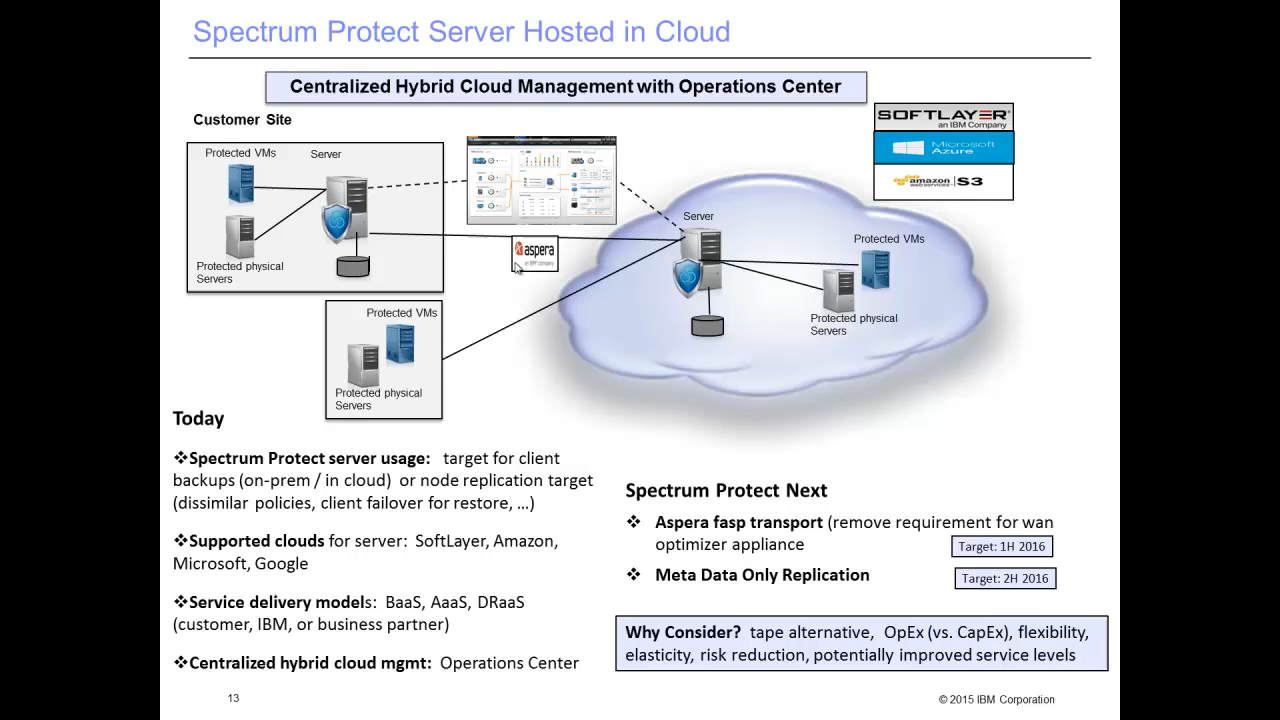 Spectrum Protect Server Hosted in Cloud
Centralized Hybrid Cloud Management with Operations Center
Customer Site
Protected VMs
Server
Protected physical
Servers
Protected VMs
Protected physical
Servers
aspera
an IBM company
SOFTLAYER
an IBM Company
Microsoft
Azure
amazon
web services
S3
Server
Protected VMs
Protected physical
Servers
Today
❖Spectrum Protect server usage: target for client
backups (on-prem / in cloud) or node replication target
(dissimilar policies, client failover for restore, …)
❖Supported clouds for server: SoftLayer, Amazon,
Microsoft, Google
❖Service delivery models: BaaS, AaaS, DRaaS
(customer, IBM, or business partner)
❖Centralized hybrid cloud mgmt: Operations Center
Spectrum Protect Next
❖ Aspera fasp transport (remove requirement for wan
optimizer appliance
Target: 1H 2016
❖ Meta Data Only Replication
Target: 2H 2016
Why Consider? tape alternative, OpEx (vs. CapEx), flexibility,
elasticity, risk reduction, potentially improved service levels
13
© 2015 IBM Corporation